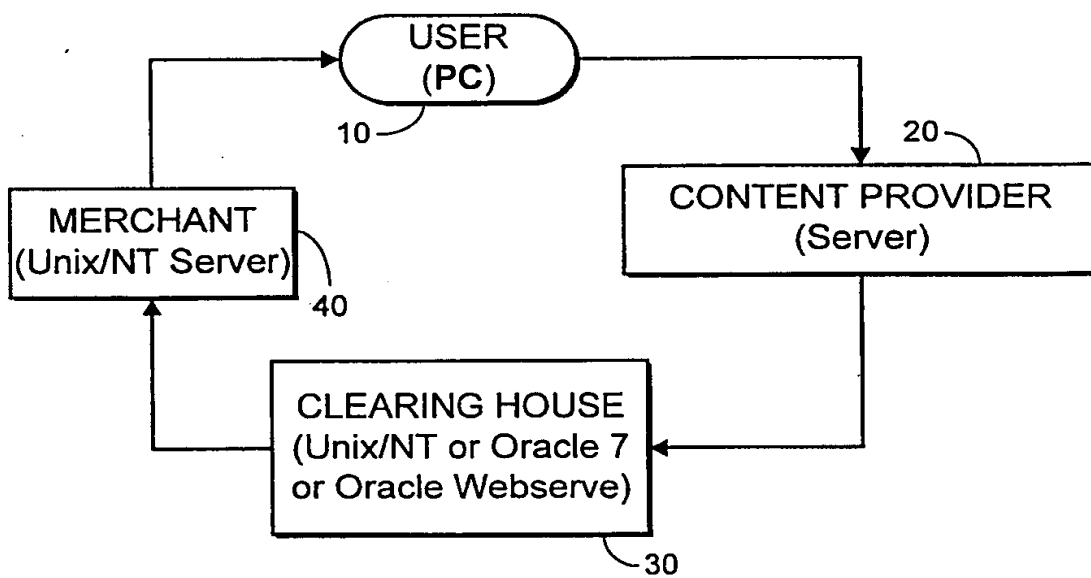 USER
(PC)
10
20
CONTENT PROVIDER
(Server)
MERCHANT
(Unix/NT Server)
40
CLEARING HOUSE
(Unix/NT or Oracle 7
or Oracle Webserve)
30